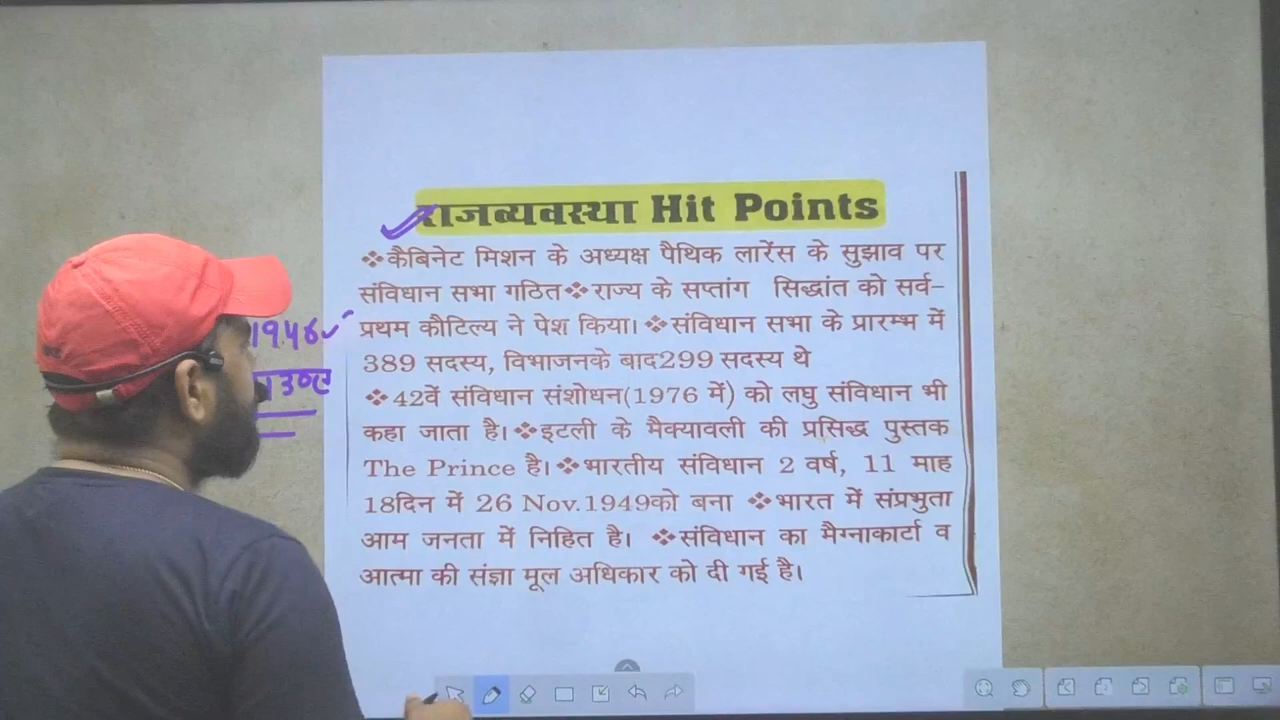 राजव्यवस्था Hit Points
❖कैबिनेट मिशन के अध्यक्ष पैथिक लारेंस के सुझाव पर
संविधान सभा गठित❖राज्य के सप्तांग सिद्धांत को सर्व-
प्रथम कौटिल्य ने पेश किया। ❖संविधान सभा के प्रारम्भ में
389 सदस्य, विभाजनके बाद299 सदस्य थे
❖42वें संविधान संशोधन(1976 में) को लघु संविधान भी
कहा जाता है।❖इटली के मैक्यावली की प्रसिद्ध पुस्तक
The Prince है।❖भारतीय संविधान 2 वर्ष, 11 माह
18दिन में 26 Nov.1949को बना ❖भारत में संप्रभुता
आम जनता में निहित है। ❖संविधान का मैग्नाकार्टा व
आत्मा की संज्ञा मूल अधिकार को दी गई है।
1946